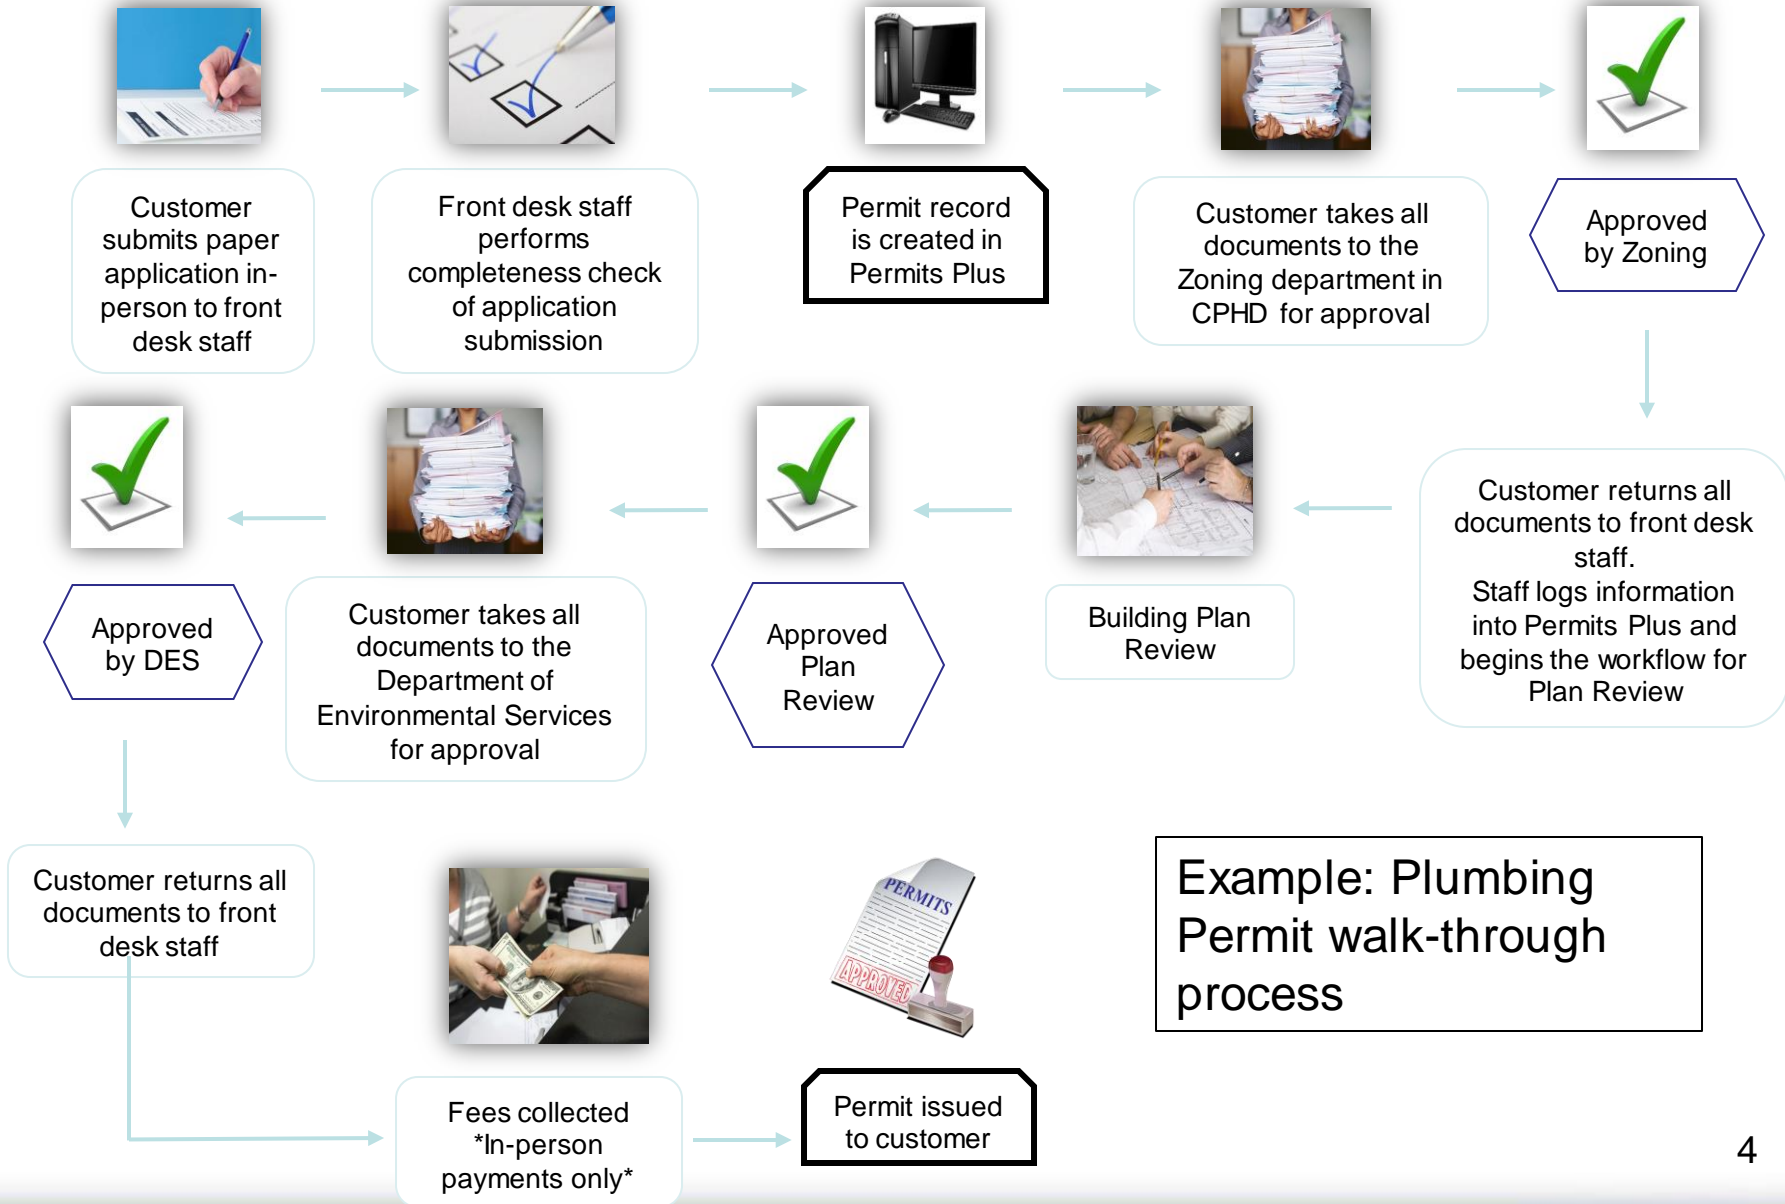 Customer
submits paper
application in-
person to front
desk staff
Front desk staff
performs
completeness check
of application
submission
Permit record
is created in
Permits Plus
Customer takes all
documents to the
Zoning department in
CPHD for approval
Approved
by Zoning
Customer returns all
documents to front desk
staff.
Staff logs information
into Permits Plus and
begins the workflow for
Plan Review
Building Plan
Review
Approved
Plan
Review
Customer takes all
documents to the
Department of
Environmental Services
for approval
Approved
by DES
Customer returns all
documents to front
desk staff
Fees collected
*In-person
payments only*
PERMITS
APPROVED
Permit issued
to customer
Example: Plumbing
Permit walk-through
process
4